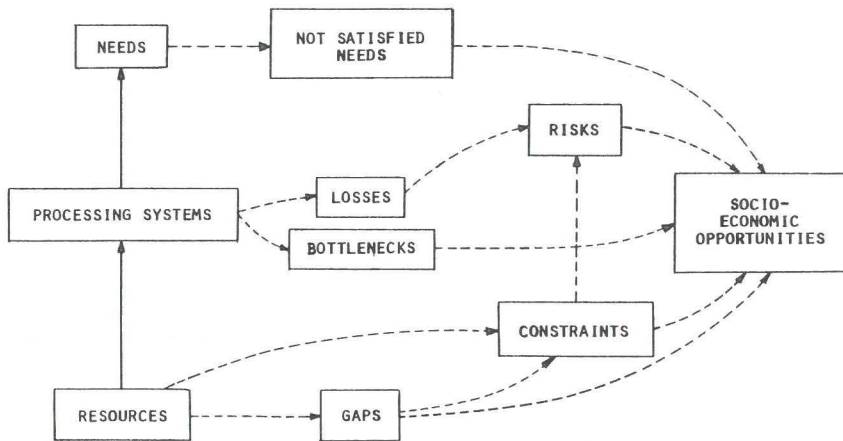 NEEDS
NOT SATISFIED
NEEDS
RISKS
LOSSES
PROCESSING SYSTEMS
SOCIO-
ECONOMIC
OPPORTUNITIES
BOTTLENECKS
CONSTRAINTS
RESOURCES
GAPS